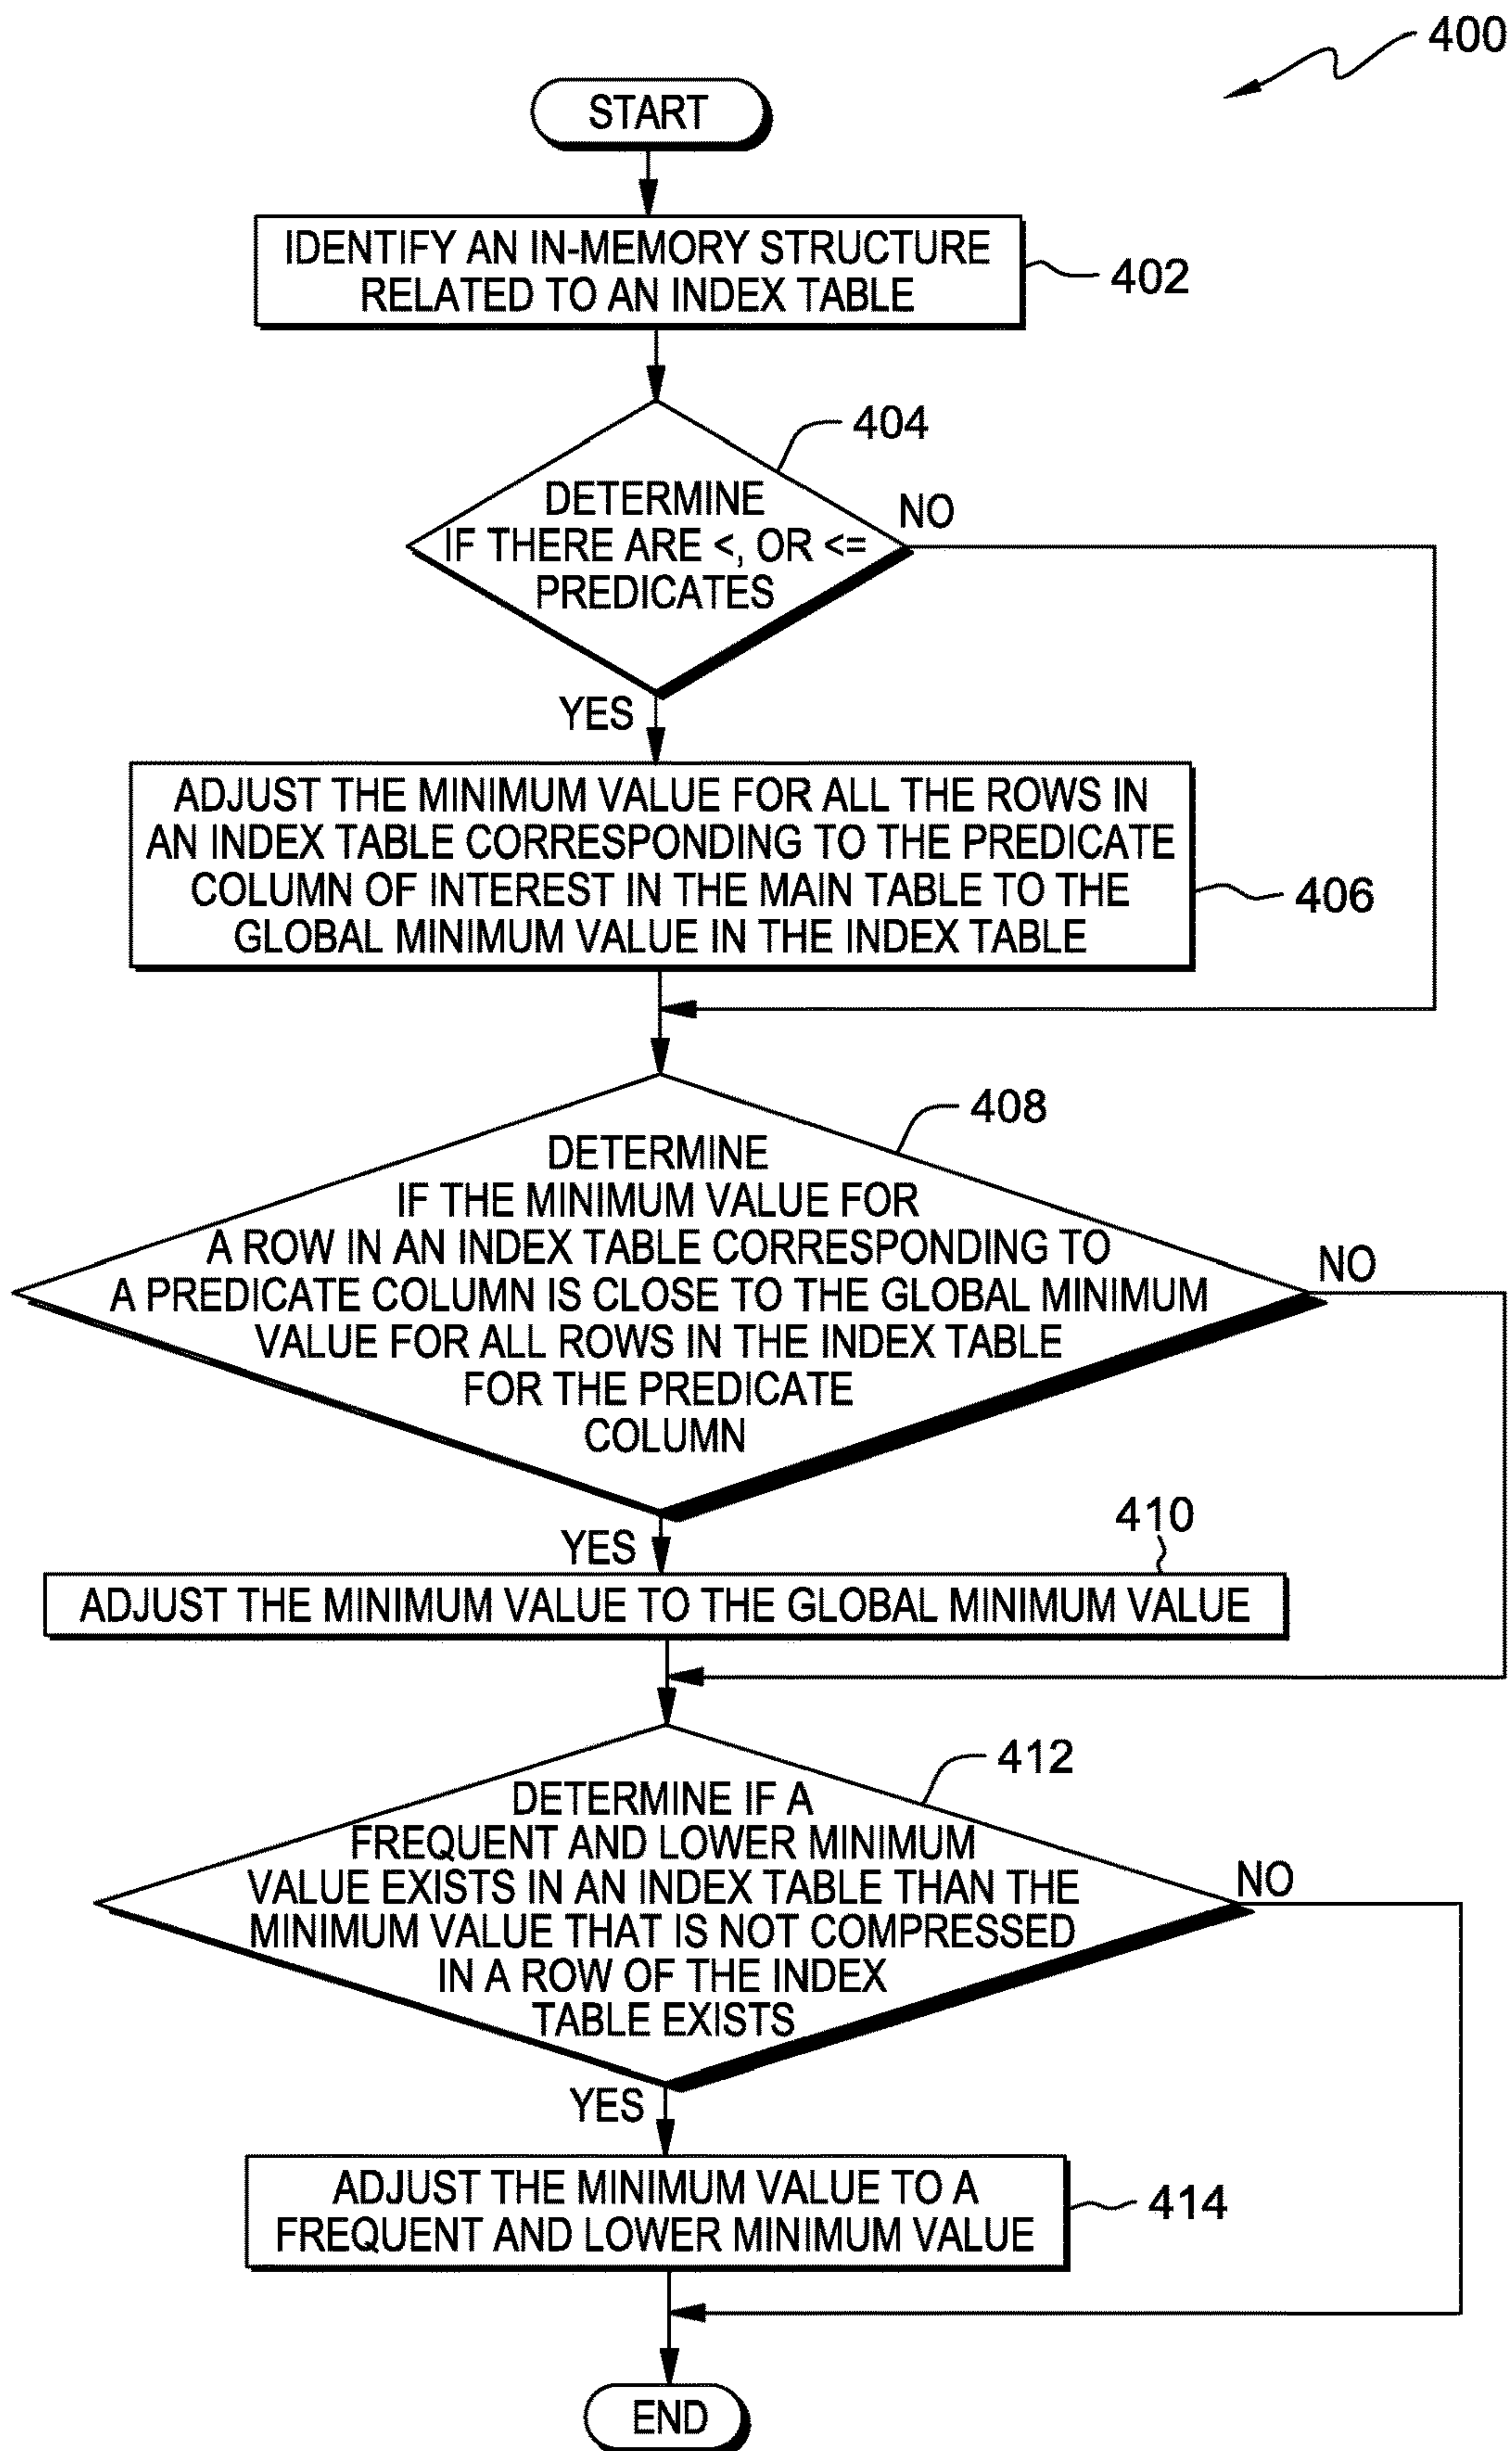 400
START
IDENTIFY AN IN-MEMORY STRUCTURE
RELATED TO AN INDEX TABLE
402
404
DETERMINE
IF THERE ARE <, OR <=
PREDICATES
NO
YES
ADJUST THE MINIMUM VALUE FOR ALL THE ROWS IN
AN INDEX TABLE CORRESPONDING TO THE PREDICATE
COLUMN OF INTEREST IN THE MAIN TABLE TO THE
GLOBAL MINIMUM VALUE IN THE INDEX TABLE
406
408
DETERMINE
IF THE MINIMUM VALUE FOR
A ROW IN AN INDEX TABLE CORRESPONDING TO
A PREDICATE COLUMN IS CLOSE TO THE GLOBAL MINIMUM
VALUE FOR ALL ROWS IN THE INDEX TABLE
FOR THE PREDICATE
COLUMN
NO
YES
410
ADJUST THE MINIMUM VALUE TO THE GLOBAL MINIMUM VALUE
412
DETERMINE IF A
FREQUENT AND LOWER MINIMUM
VALUE EXISTS IN AN INDEX TABLE THAN THE
MINIMUM VALUE THAT IS NOT COMPRESSED
IN A ROW OF THE INDEX
TABLE EXISTS
NO
YES
ADJUST THE MINIMUM VALUE TO A
FREQUENT AND LOWER MINIMUM VALUE
414
END